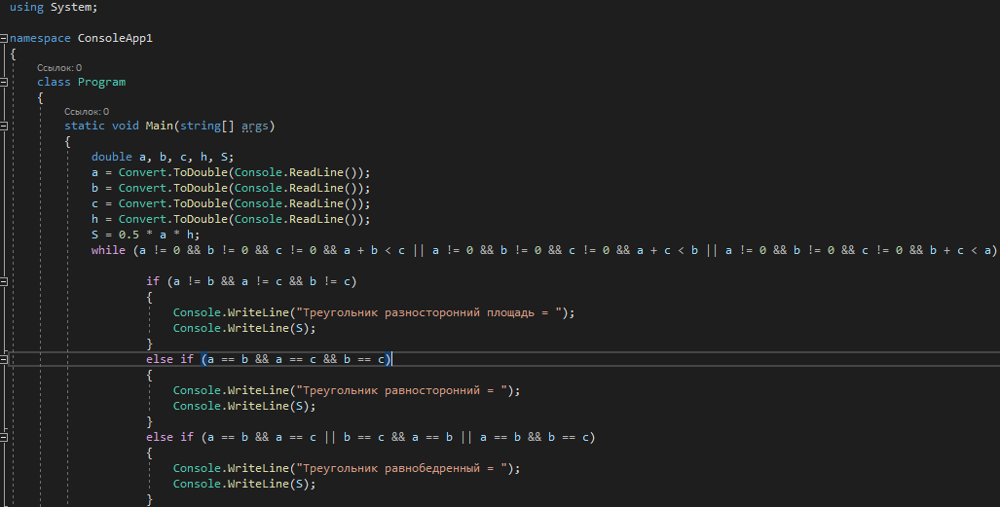 using System;
namespace ConsoleApp1
{
Ссылок: 0
class Program
{
Ссылок: 0
static void Main(string[] args)
{
double a, b, c, h, S;
a = Convert.ToDouble(Console.ReadLine());
b = Convert.ToDouble(Console.ReadLine());
c = Convert.ToDouble(Console.ReadLine());
h = Convert.ToDouble(Console.ReadLine());
S = 0.5 * a * h;
while (a != 0 && b != 0 && c != 0 && a + b < c || a != 0 && b != 0 && c != 0 && a + c < b || a != 0 && b != 0 && c != 0 && b + c < a)
if (a != b && a != c && b != c)
{
Console.WriteLine("Треугольник разносторонний площадь = ");
Console.WriteLine(S);
}
else if (a == b && a == c && b == c)
{
Console.WriteLine("Треугольник равносторонний = ");
Console.WriteLine(S);
}
else if (a == b && a == c || b == c && a == b || a == b && b == c)
{
Console.WriteLine("Треугольник равнобедренный = ");
Console.WriteLine(S);
}